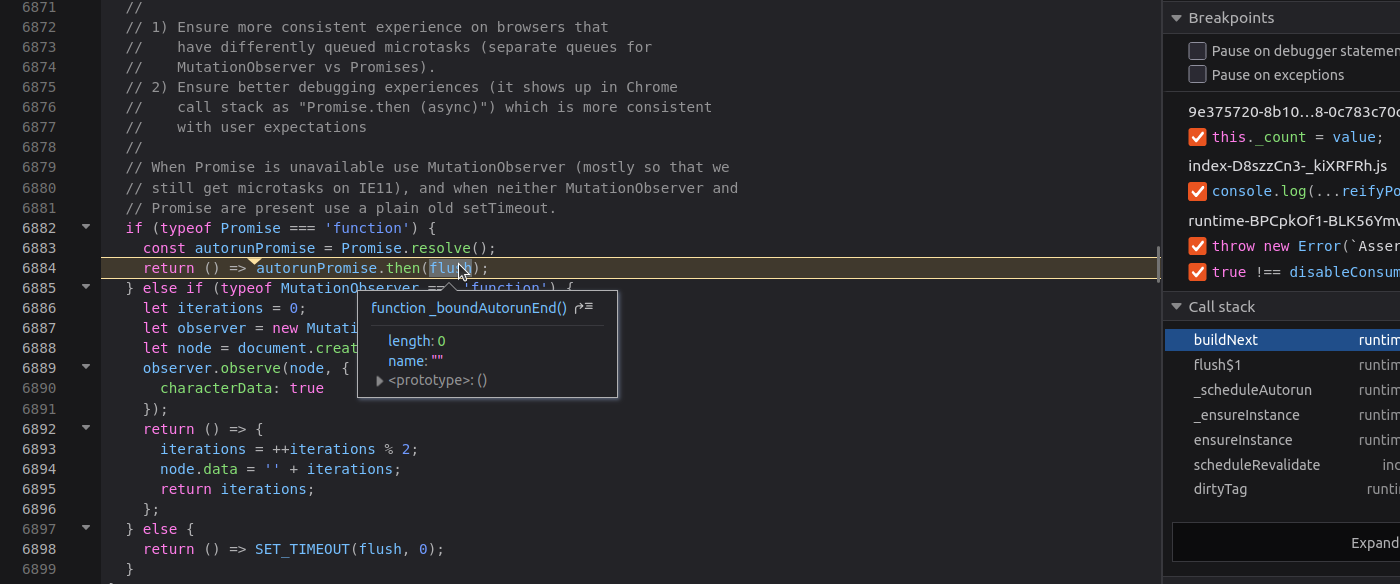 6871 //
6872 // 1) Ensure more consistent experience on browsers that
6873 //    have differently queued microtasks (separate queues for
6874 //    MutationObserver vs Promises).
6875 // 2) Ensure better debugging experiences (it shows up in Chrome
6876 //    call stack as "Promise.then (async)") which is more consistent
6877 //    with user expectations
6878 //
6879 // When Promise is unavailable use MutationObserver (mostly so that we
6880 // still get microtasks on IE11), and when neither MutationObserver and
6881 // Promise are present use a plain old setTimeout.
6882 if (typeof Promise === 'function') {
6883   const autorunPromise = Promise.resolve();
6884   return () => autorunPromise.then(flush);
6885 } else if (typeof MutationObserver === 'function') {
6886   let iterations = 0;
6887   let observer = new Mutati
6888   let node = document.creat
6889   observer.observe(node, {
6890     characterData: true
6891   });
6892   return () => {
6893     iterations = ++iterations % 2;
6894     node.data = '' + iterations;
6895     return iterations;
6896   };
6897 } else {
6898   return () => SET_TIMEOUT(flush, 0);
6899 }
function _boundAutorunEnd()
length: 0
name: ""
<prototype>: ()
Breakpoints
Pause on debugger statemen
Pause on exceptions
9e375720-8b10…8-0c783c70c
this._count = value;
index-D8szzCn3-_kiXRFRh.js
console.log(...reifyPo
runtime-BPCpkOf1-BLK56Ymv
throw new Error(`Asser
true !== disableConsum
Call stack
buildNext runtim
flush$1 runtim
_scheduleAutorun runtim
_ensureInstance runtim
ensureInstance runtim
scheduleRevalidate inc
dirtyTag runti
Expand